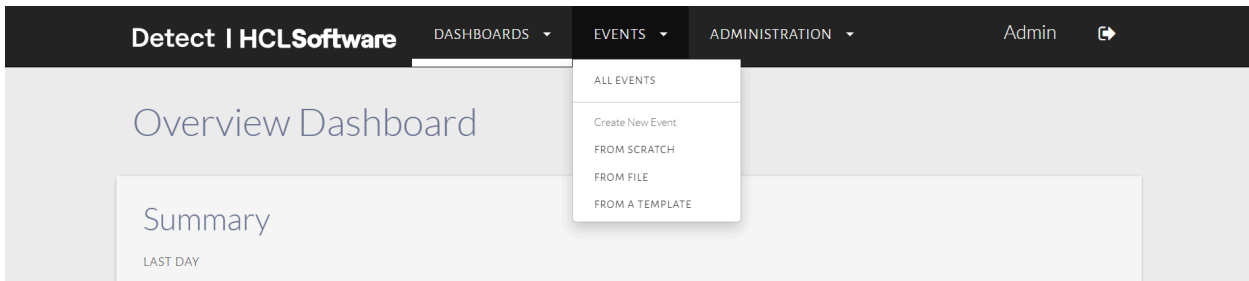 Detect | HCLSoftware DASHBOARDS EVENTS ADMINISTRATION Admin
ALL EVENTS
Overview Dashboard
Create New Event
FROM SCRATCH
FROM FILE
FROM A TEMPLATE
Summary
LAST DAY